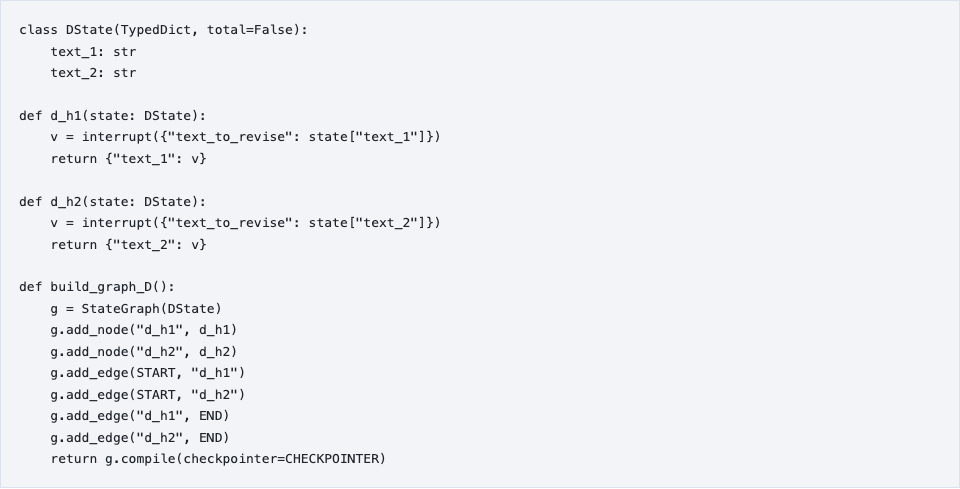 class DState(TypedDict, total=False):
    text_1: str
    text_2: str

def d_h1(state: DState):
    v = interrupt({"text_to_revise": state["text_1"]})
    return {"text_1": v}

def d_h2(state: DState):
    v = interrupt({"text_to_revise": state["text_2"]})
    return {"text_2": v}

def build_graph_D():
    g = StateGraph(DState)
    g.add_node("d_h1", d_h1)
    g.add_node("d_h2", d_h2)
    g.add_edge(START, "d_h1")
    g.add_edge(START, "d_h2")
    g.add_edge("d_h1", END)
    g.add_edge("d_h2", END)
    return g.compile(checkpointer=CHECKPOINTER)